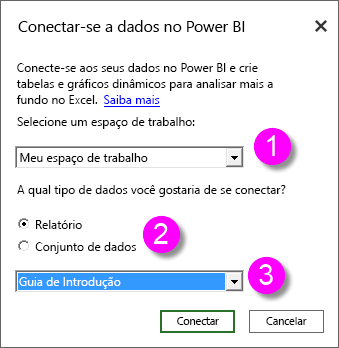 Conectar-se a dados no Power BI
Conecte-se aos seus dados no Power BI e crie
tabelas e gráficos dinâmicos para analisar mais a
fundo no Excel. Saiba mais
Selecione um espaço de trabalho:
Meu espaço de trabalho
1
A qual tipo de dados você gostaria de se conectar?
Relatório
Conjunto de dados
2
Guia de Introdução
3
Conectar
Cancelar